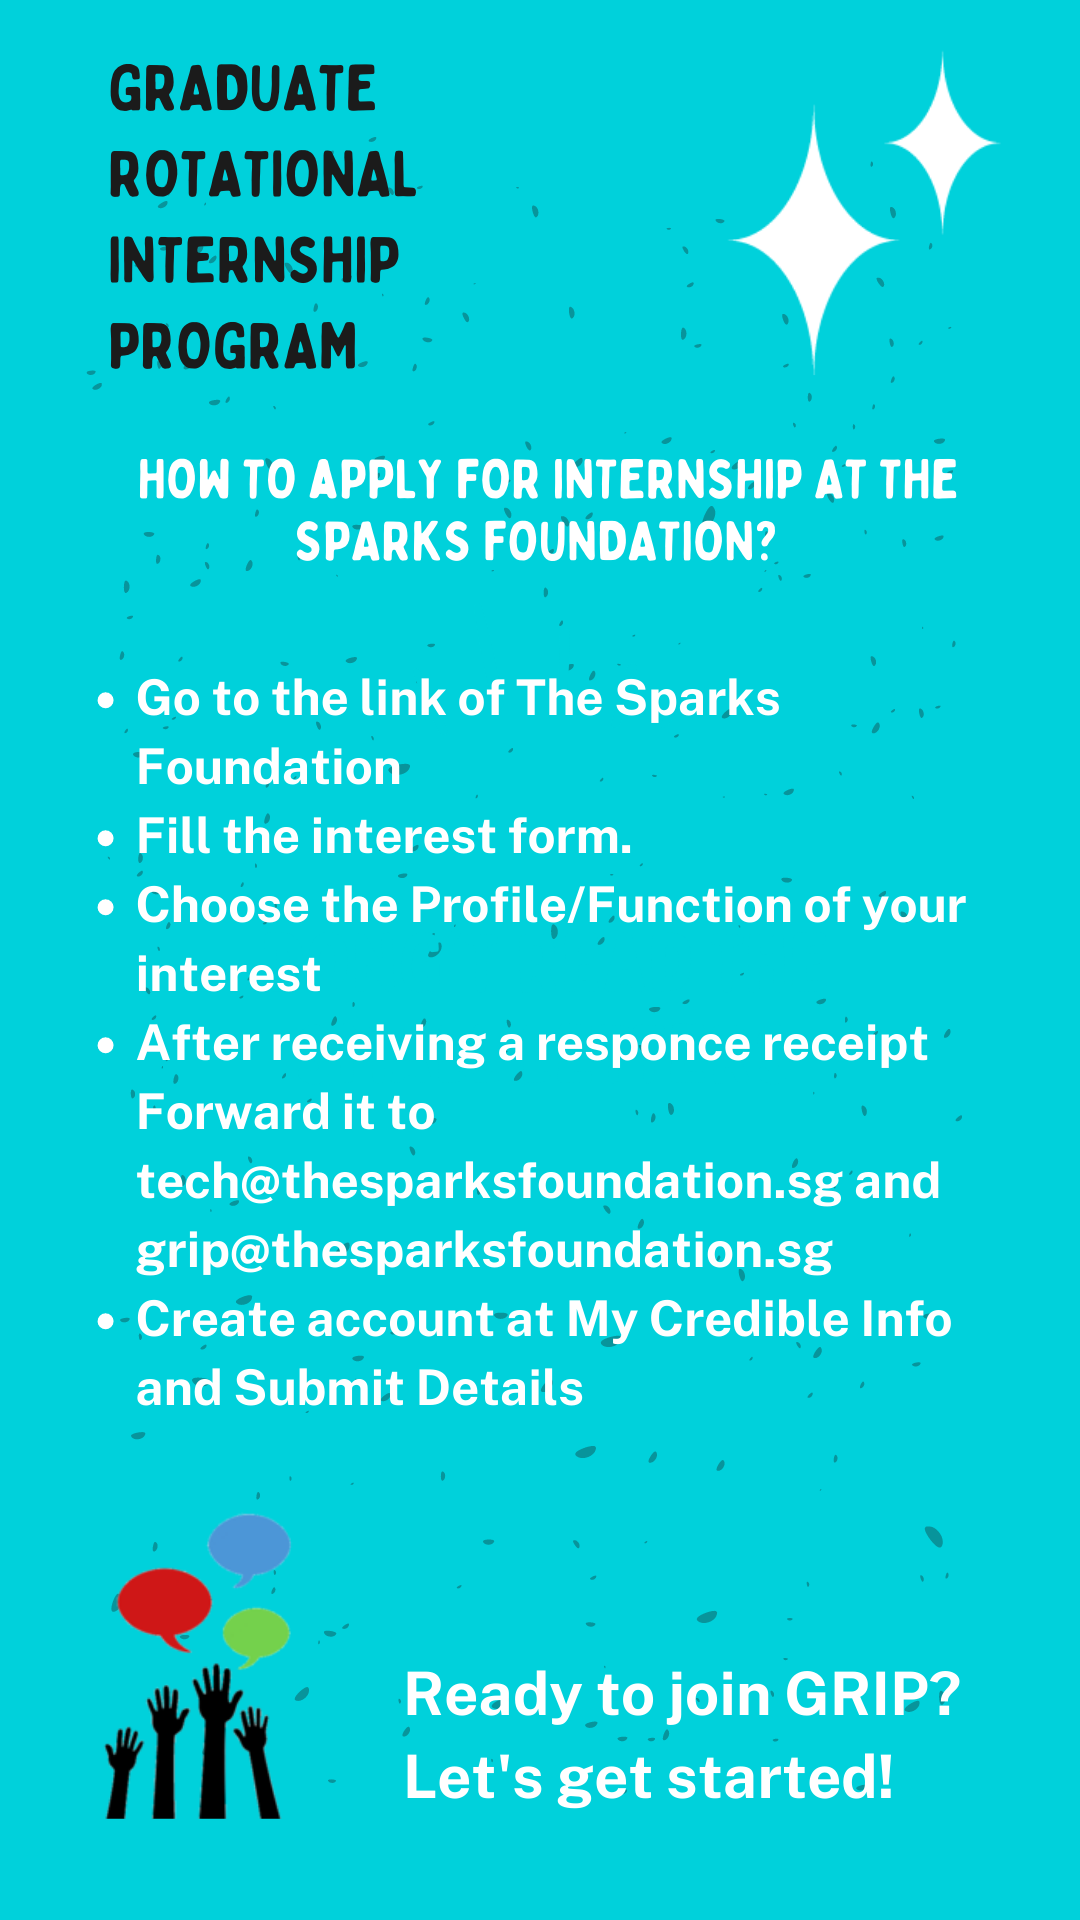 GRADUATE
ROTATIONAL
INTERNSHIP
PROGRAM
HOW TO APPLY FOR INTERNSHIP AT THE
SPARKS FOUNDATION?
• Go to the link of The Sparks
Foundation
• Fill the interest form.
• Choose the Profile/Function of your
interest
• After receiving a responce receipt
Forward it to
tech@thesparksfoundation.sg and
grip@thesparksfoundation.sg
• Create account at My Credible Info
and Submit Details
Ready to join GRIP?
Let's get started!